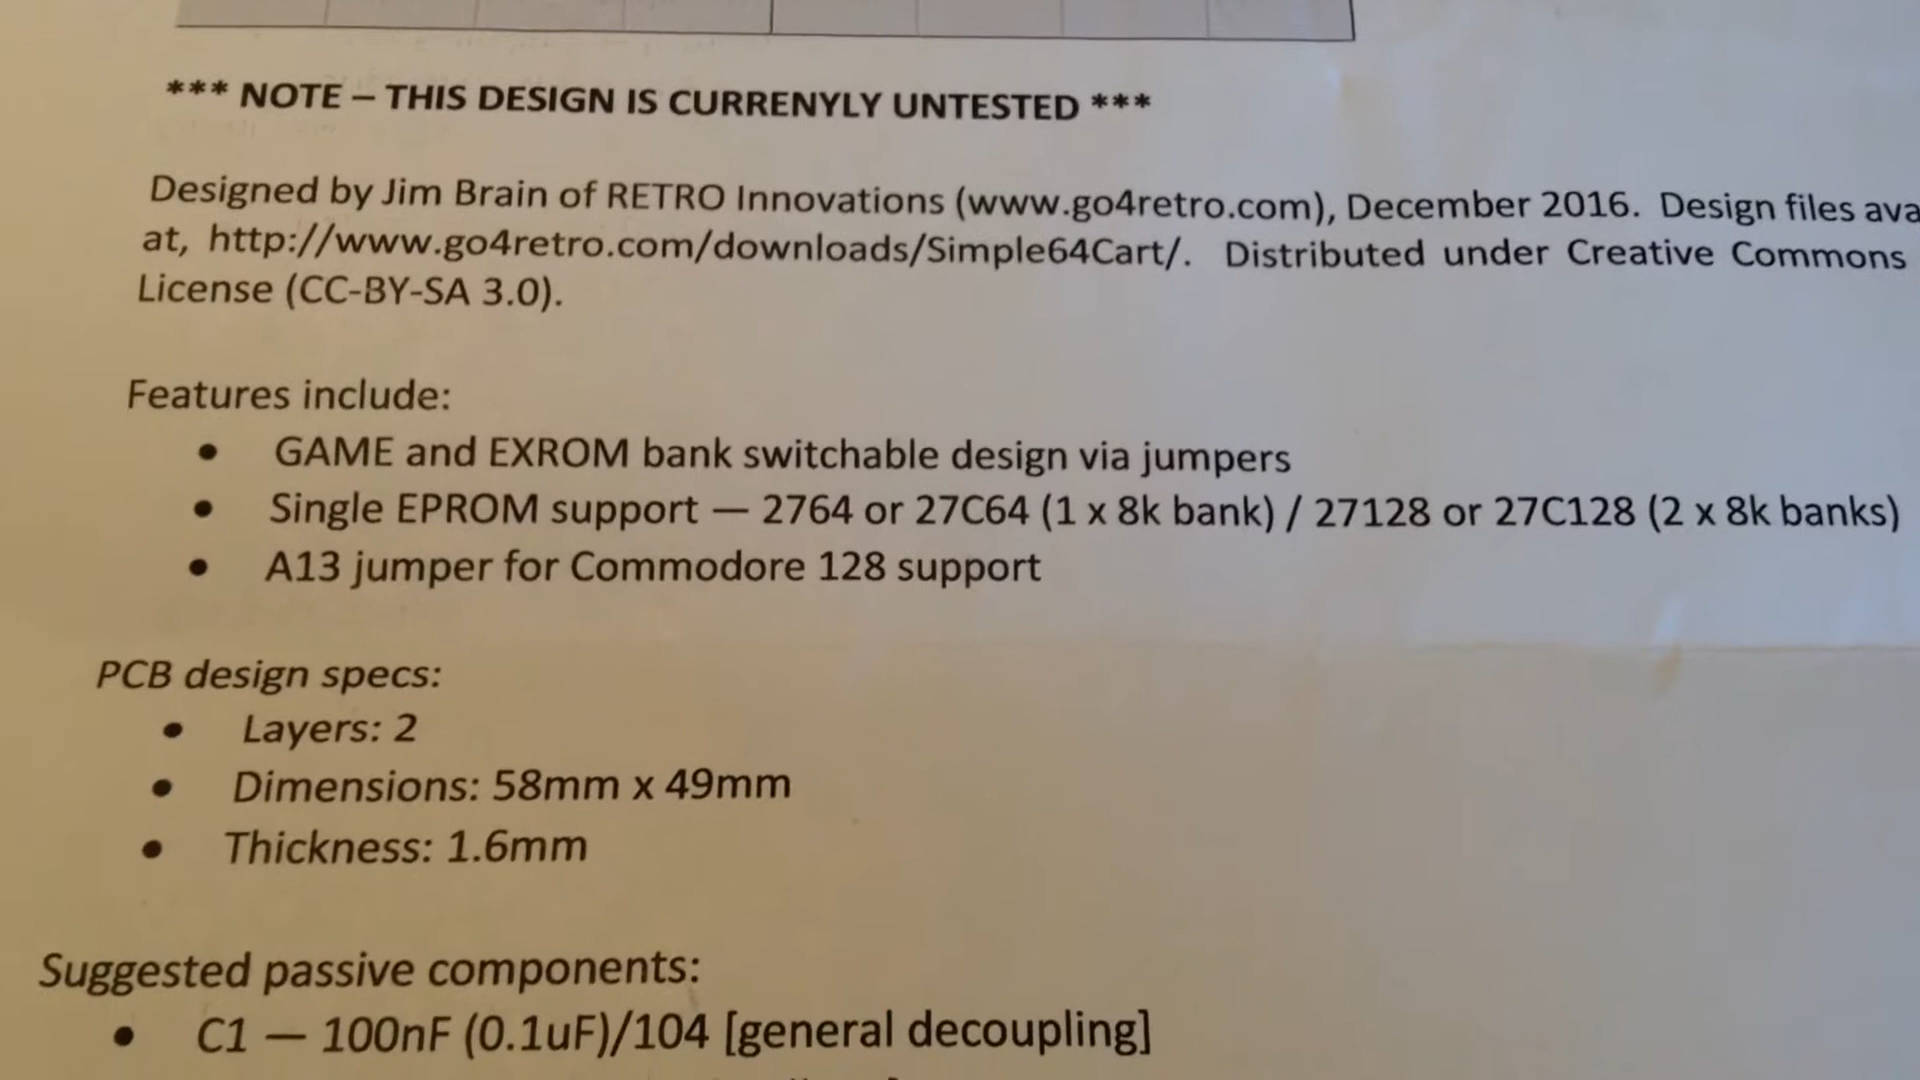 *** NOTE – THIS DESIGN IS CURRENYLY UNTESTED ***
Designed by Jim Brain of RETRO Innovations (www.go4retro.com), December 2016. Design files
at, http://www.go4retro.com/downloads/Simple64Cart/. Distributed under Creative Commons
License (CC-BY-SA 3.0).
Features include:
• GAME and EXROM bank switchable design via jumpers
• Single EPROM support — 2764 or 27C64 (1 x 8k bank) / 27128 or 27C128 (2 x 8k banks)
• A13 jumper for Commodore 128 support
PCB design specs:
• Layers: 2
• Dimensions: 58mm x 49mm
• Thickness: 1.6mm
Suggested passive components:
• C1 — 100nF (0.1uF)/104 [general decoupling]